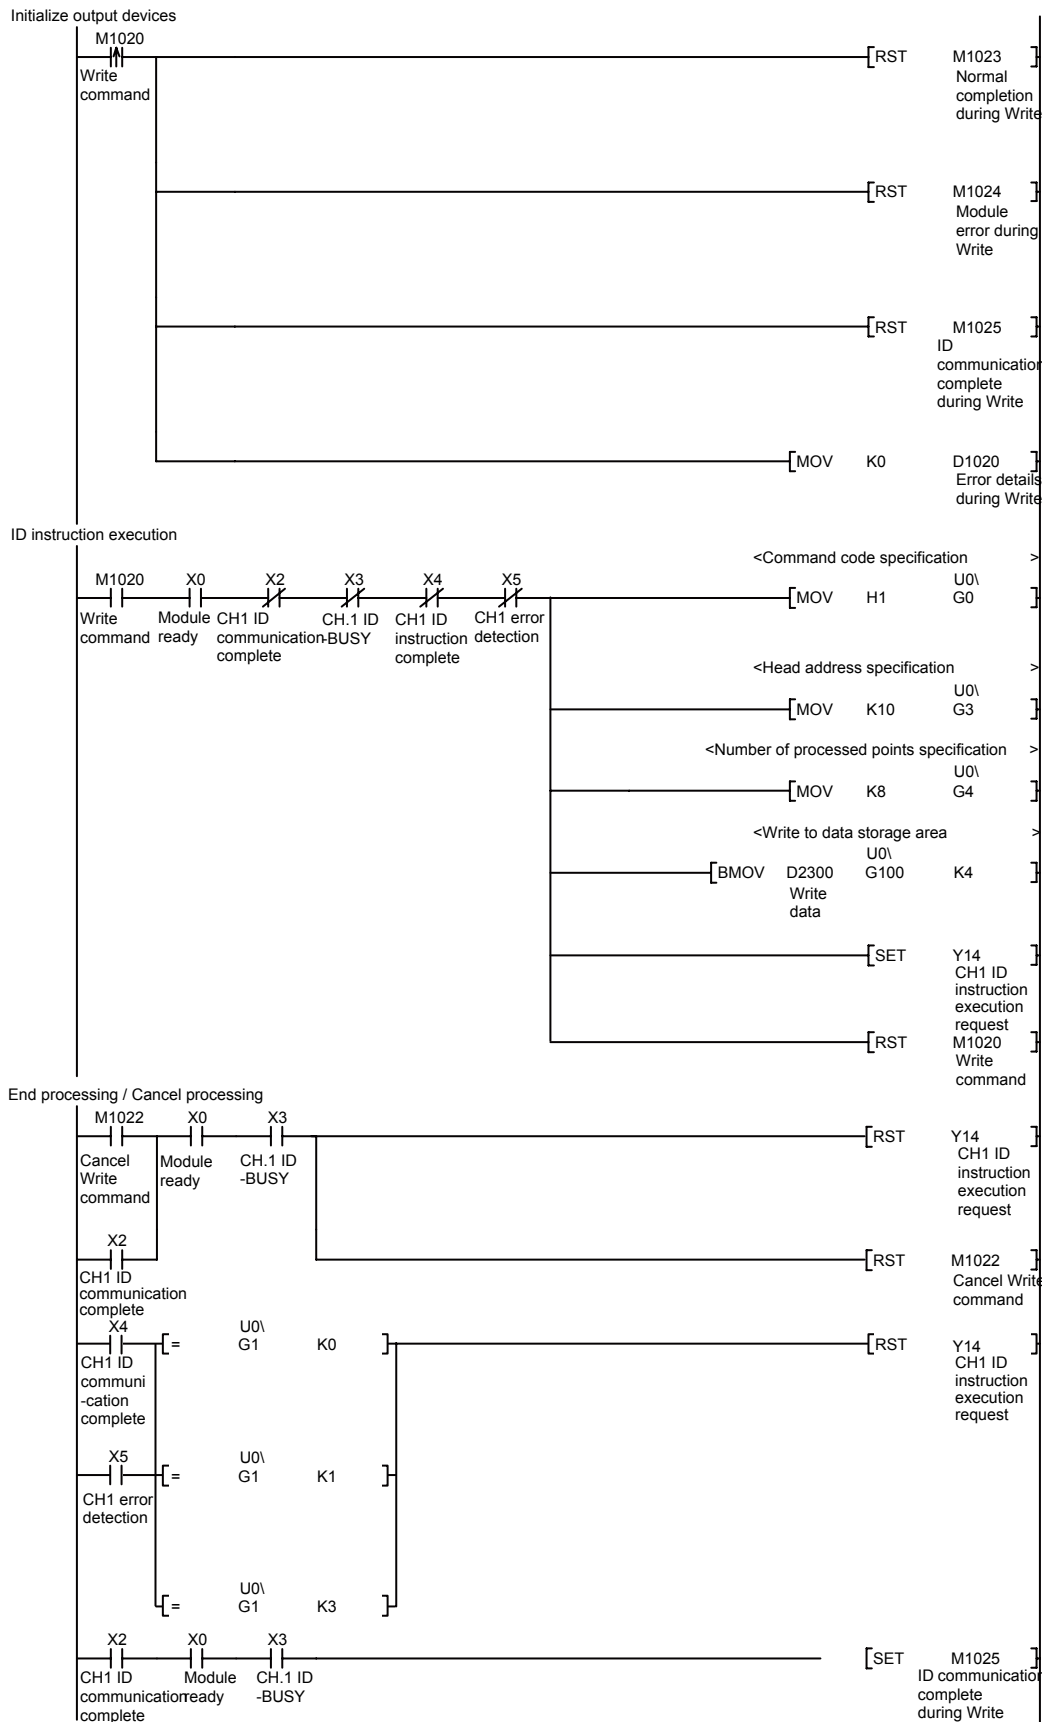 Initialize output devices
M1020
[RST M1023 ]
Write
command
Normal
completion
during Write
[RST M1024 ]
Module
error during
Write
[RST M1025 ]
ID
communication
complete
during Write
[MOV K0 D1020 ]
Error details
during Write
ID instruction execution
<Command code specification >
M1020 X0 X2 X3 X4 X5
U0\
[MOV H1 G0 ]
Write
command
Module
ready
CH1 ID
communication
complete
CH.1 ID
-BUSY
CH1 ID
instruction
complete
CH1 error
detection
<Head address specification >
U0\
[MOV K10 G3 ]
<Number of processed points specification >
U0\
[MOV K8 G4 ]
<Write to data storage area >
U0\
[BMOV D2300 G100 K4 ]
Write
data
[SET Y14 ]
CH1 ID
instruction
execution
request
[RST M1020 ]
Write
command
End processing / Cancel processing
M1022 X0 X3
[RST Y14 ]
Cancel
Write
command
Module
ready
CH.1 ID
-BUSY
CH1 ID
instruction
execution
request
X2
[RST M1022 ]
CH1 ID
communication
complete
Cancel Write
command
X4
U0\
[= G1 K0 ]
[RST Y14 ]
CH1 ID
communi
-cation
complete
CH1 ID
instruction
execution
request
X5
U0\
[= G1 K1 ]
CH1 error
detection
U0\
[= G1 K3 ]
X2 X0 X3
[SET M1025 ]
CH1 ID
communication
complete
Module
ready
CH.1 ID
-BUSY
ID communication
complete
during Write